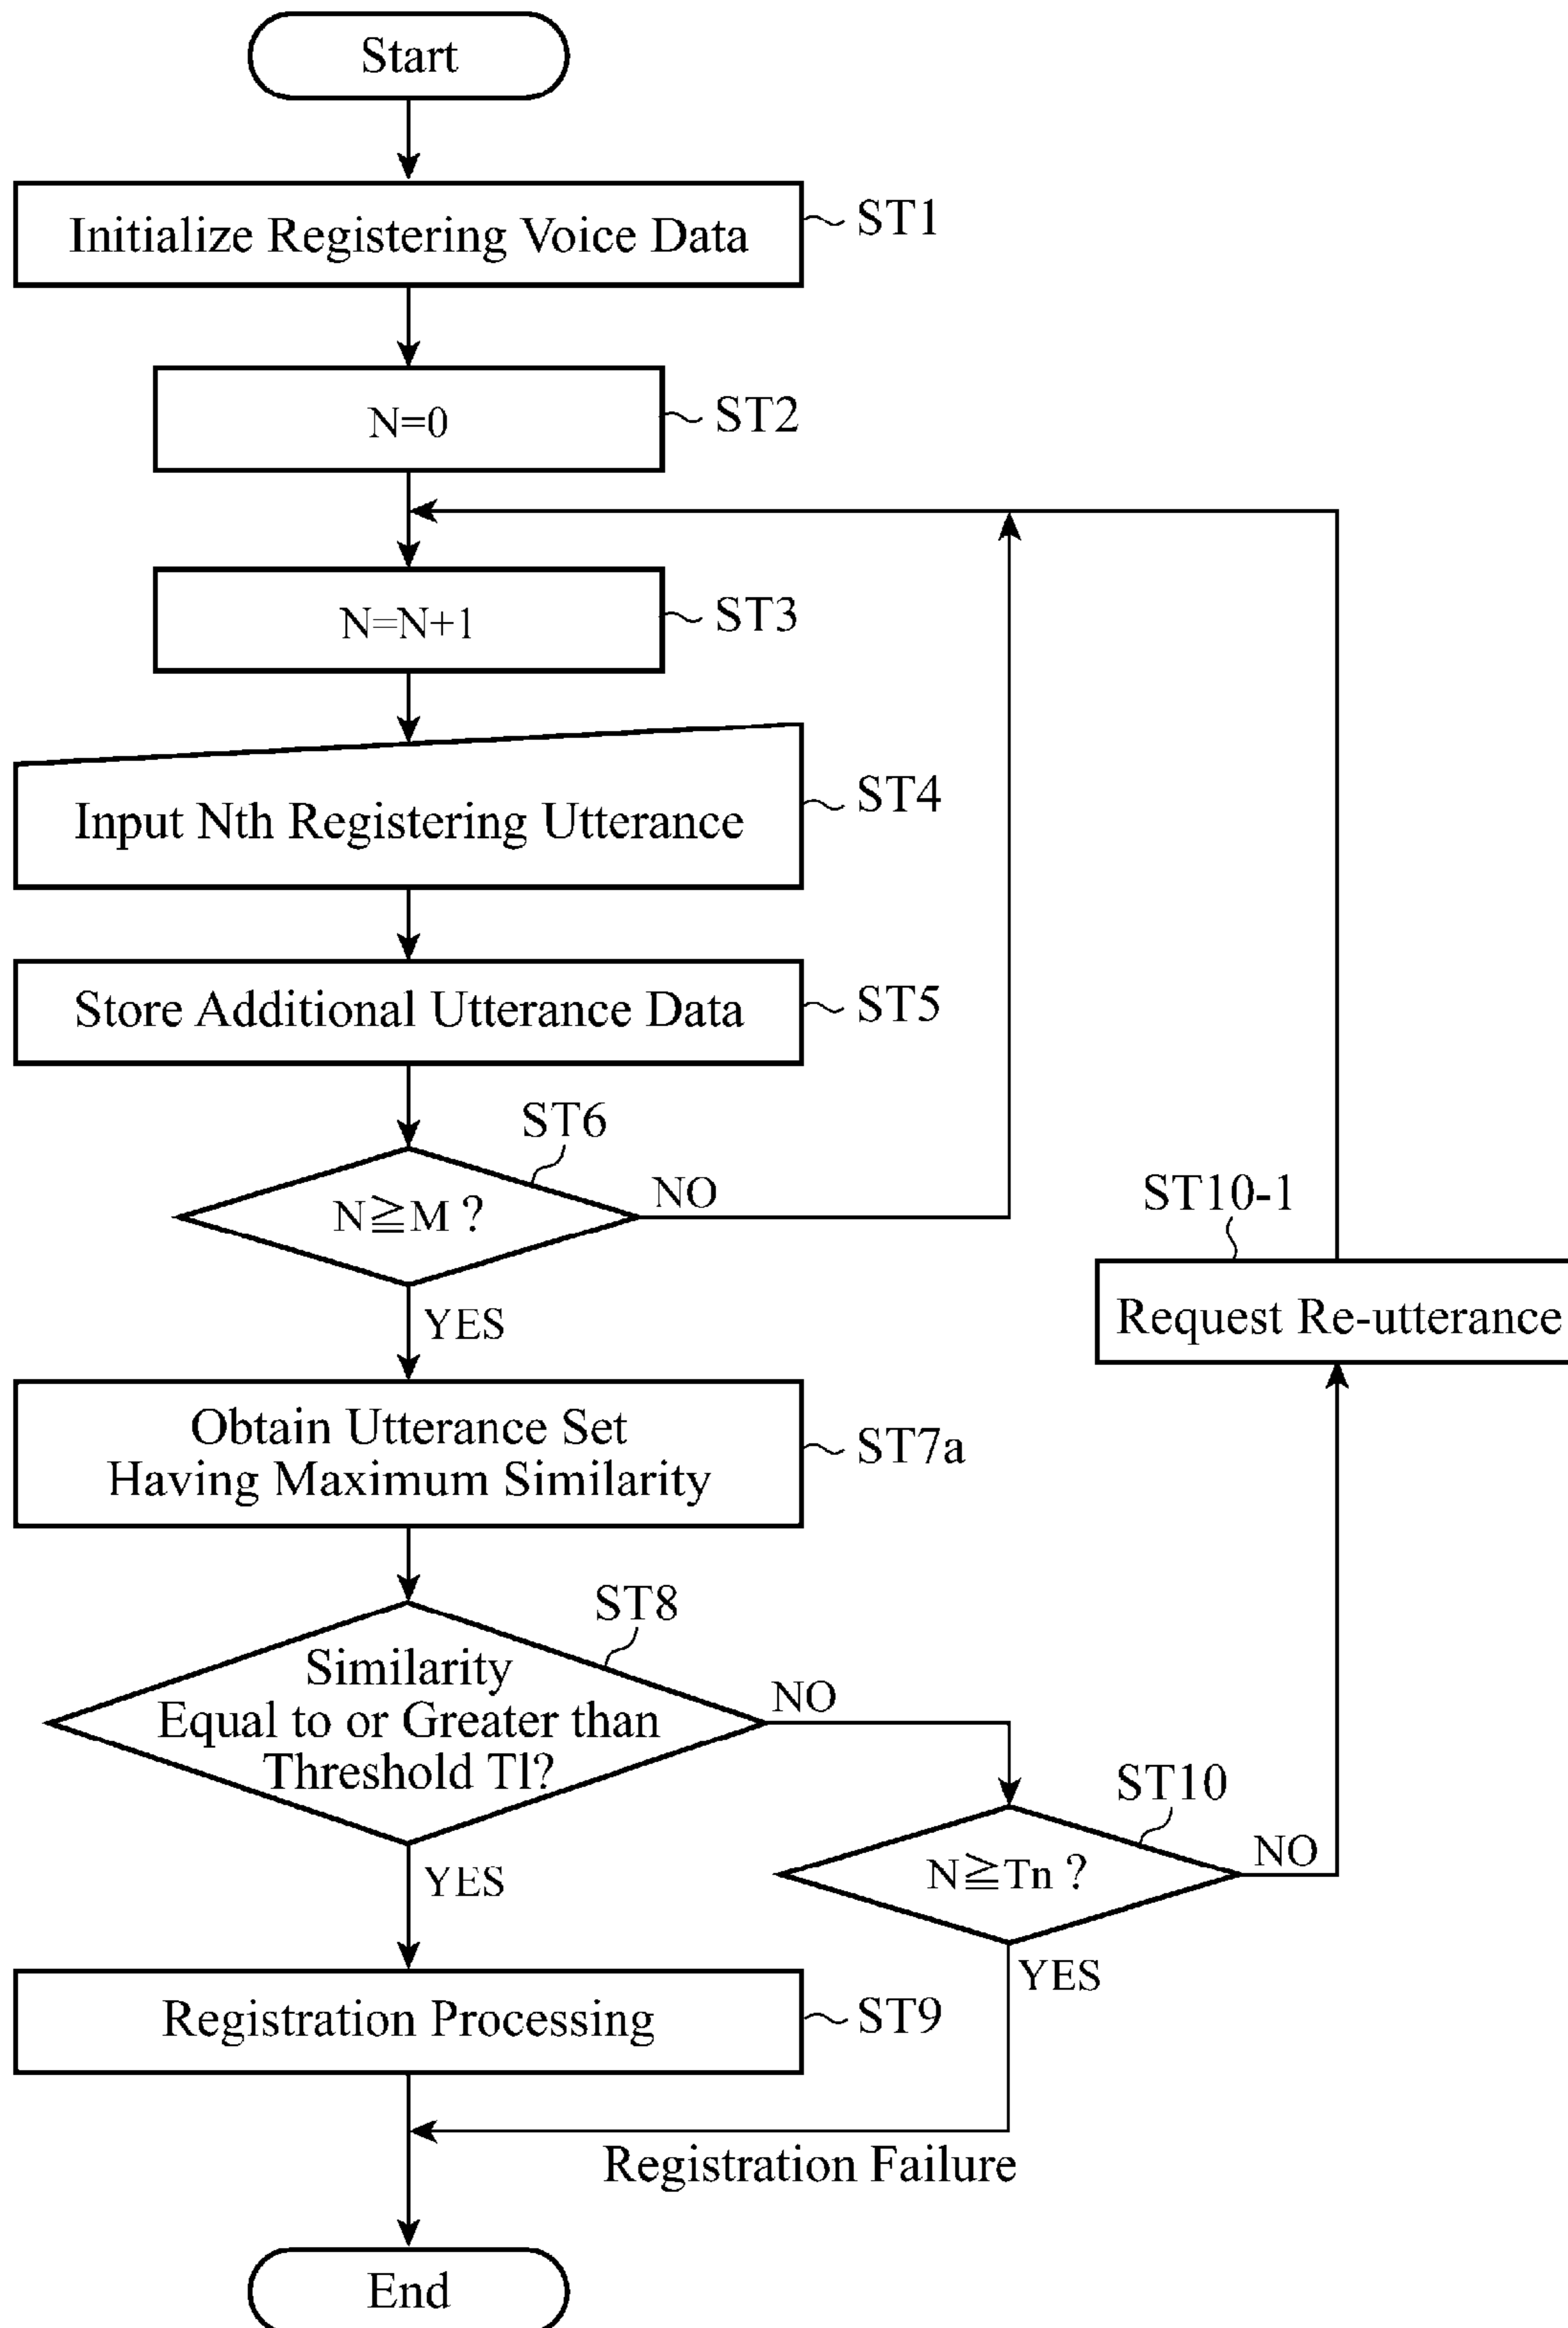 Start
Initialize Registering Voice Data
ST1
N=0
ST2
N=N+1
ST3
Input Nth Registering Utterance
ST4
Store Additional Utterance Data
ST5
ST6
N≧M ?
NO
YES
ST10-1
Request Re-utterance
Obtain Utterance Set
Having Maximum Similarity
ST7a
ST8
Similarity
Equal to or Greater than
Threshold Tl?
NO
YES
ST10
N≧Tn ?
NO
YES
Registration Processing
ST9
Registration Failure
End